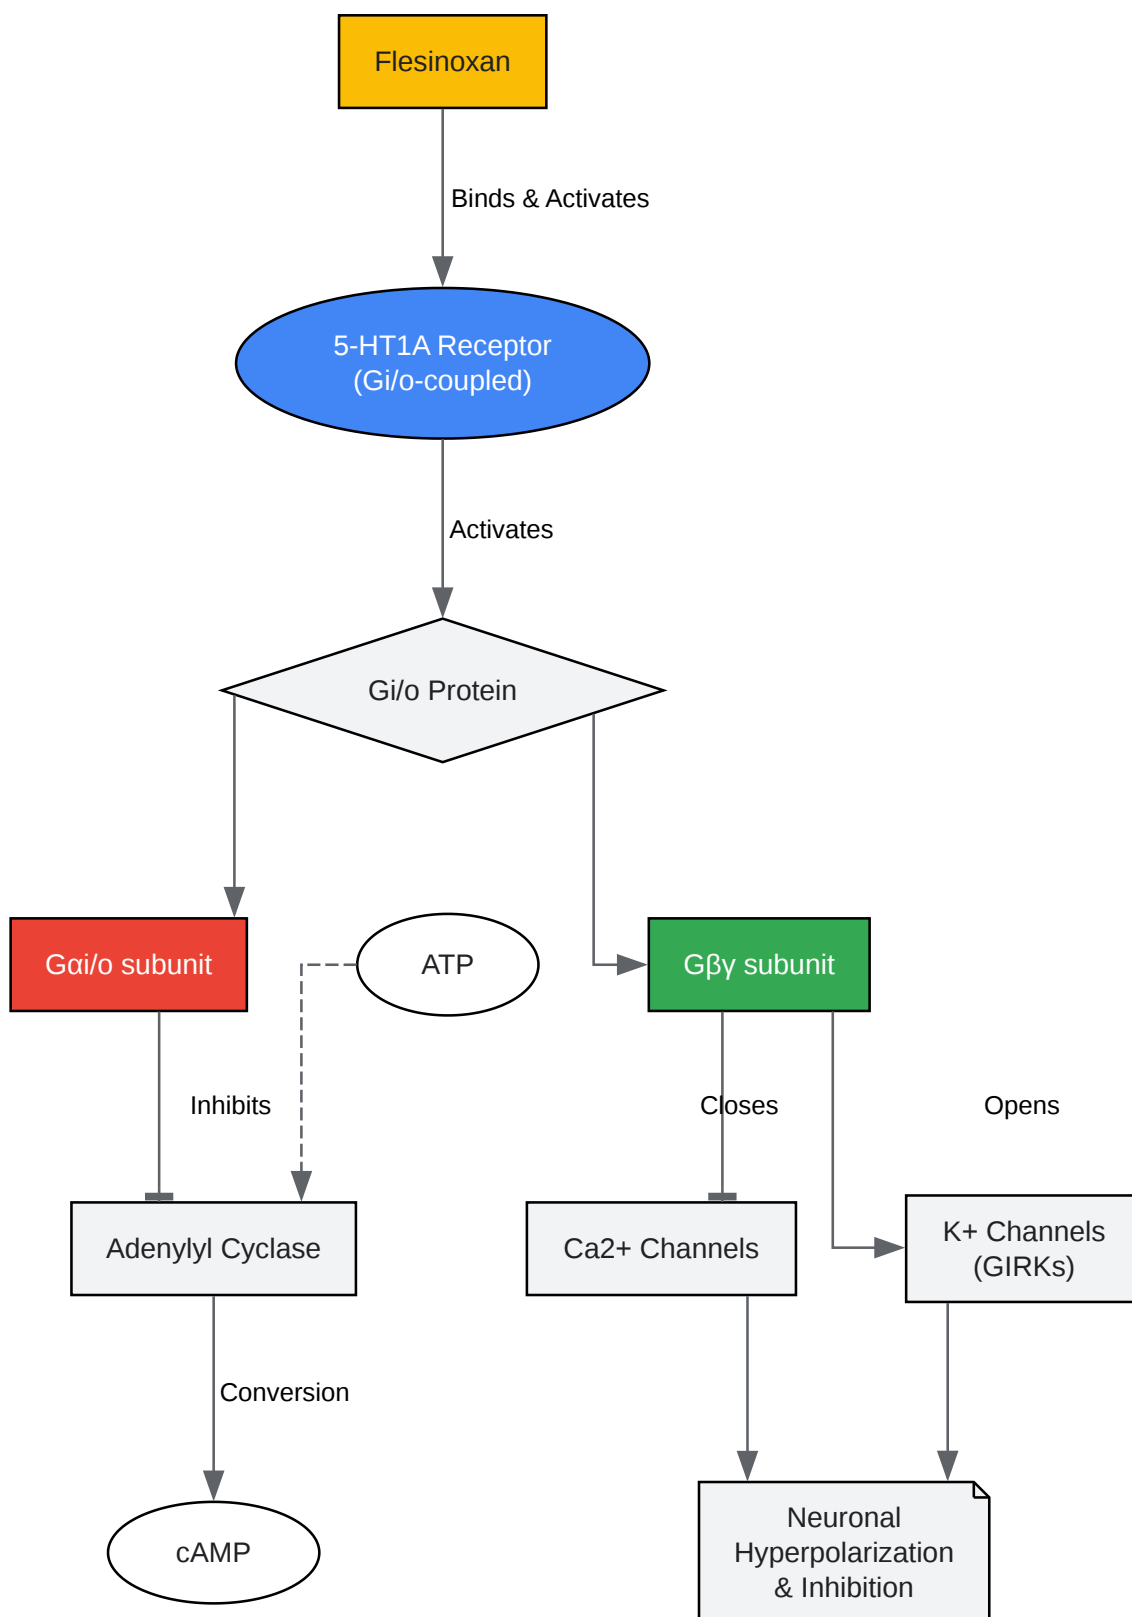 Flesinoxan
Binds & Activates
5-HT1A Receptor
(Gi/o-coupled)
Activates
Gi/o Protein
Gαi/o subunit
ATP
Gβγ subunit
Inhibits
Closes
Opens
Adenylyl Cyclase
Ca2+ Channels
K+ Channels
(GIRKs)
Conversion
cAMP
Neuronal
Hyperpolarization
& Inhibition